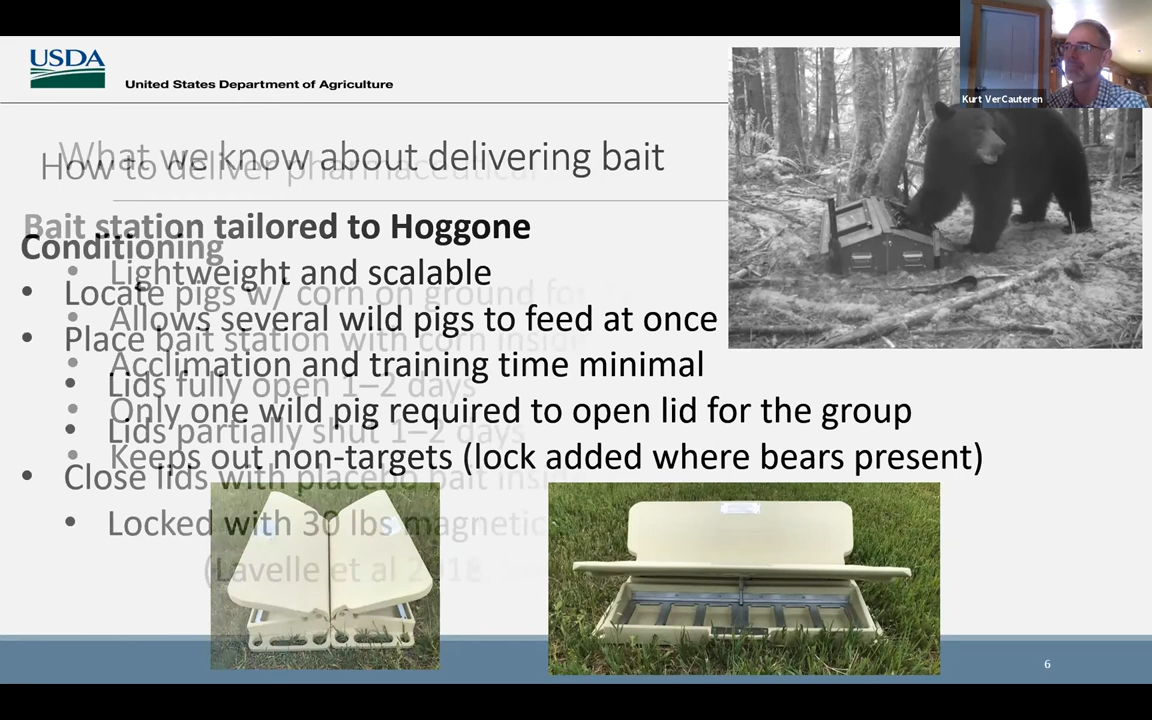 USDA
United States Department of Agriculture
Kurt VerCauteren
What we know about delivering bait
How to deliver pharmaceutical
Bait station tailored to Hoggone
Conditioning
• Lightweight and scalable
• Locate pigs w/ corn on ground for
• Allows several wild pigs to feed at once
• Place bait station with corn inside
• Acclimation and training time minimal
• Lids fully open 1–2 days
• Only one wild pig required to open lid for the group
• Lids partially shut 1–2 days
• Keeps out non-targets (lock added where bears present)
• Close lids with placebo bait
• Locked with 30 lbs magnetic
(Lavelle et al
6